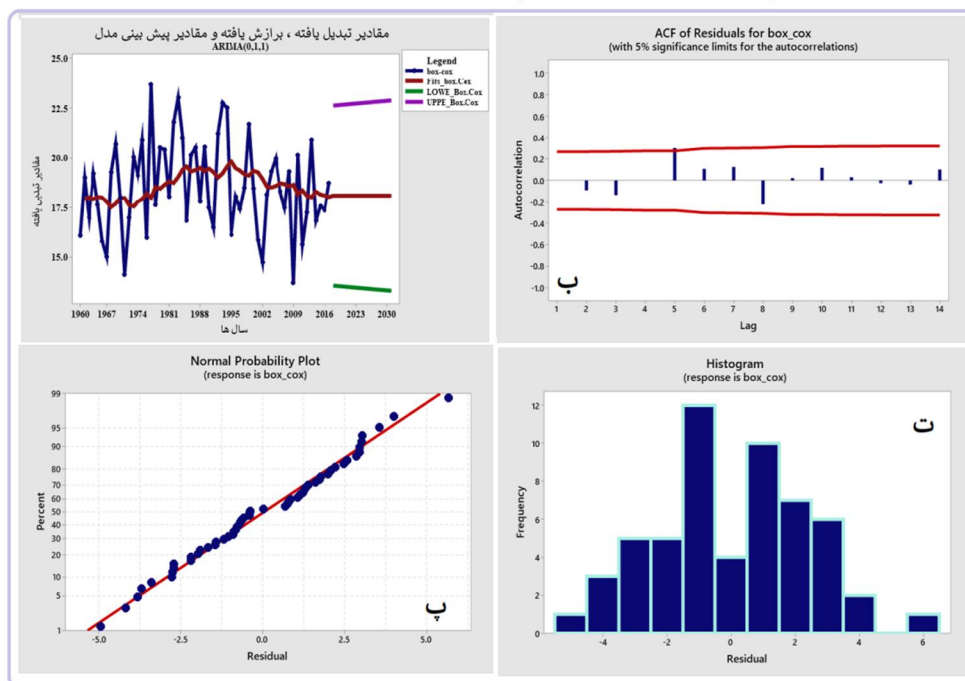 مقادیر تبدیل یافته ، برازش یافته و مقادیر پیش بینی مدل
ARIMA(0,1,1)
Legend
box-cox
Fits_box.Cox
LOWE_Box.Cox
UPPE_Box.Cox
مقادیر تبدیل یافته
25.0
22.5
20.0
17.5
15.0
1960 1967 1974 1981 1988 1995 2002 2009 2016 2023 2030
سال ها
ACF of Residuals for box_cox
(with 5% significance limits for the autocorrelations)
Autocorrelation
1.0
0.8
0.6
0.4
0.2
0.0
-0.2
-0.4
-0.6
-0.8
-1.0
ب
1 2 3 4 5 6 7 8 9 10 11 12 13 14
Lag
Normal Probability Plot
(response is box_cox)
Percent
99
95
90
80
70
60
50
40
30
20
10
5
1
پ
-5.0 -2.5 0.0 2.5 5.0
Residual
Histogram
(response is box_cox)
ت
Frequency
12
10
8
6
4
2
0
-4 -2 0 2 4 6
Residual